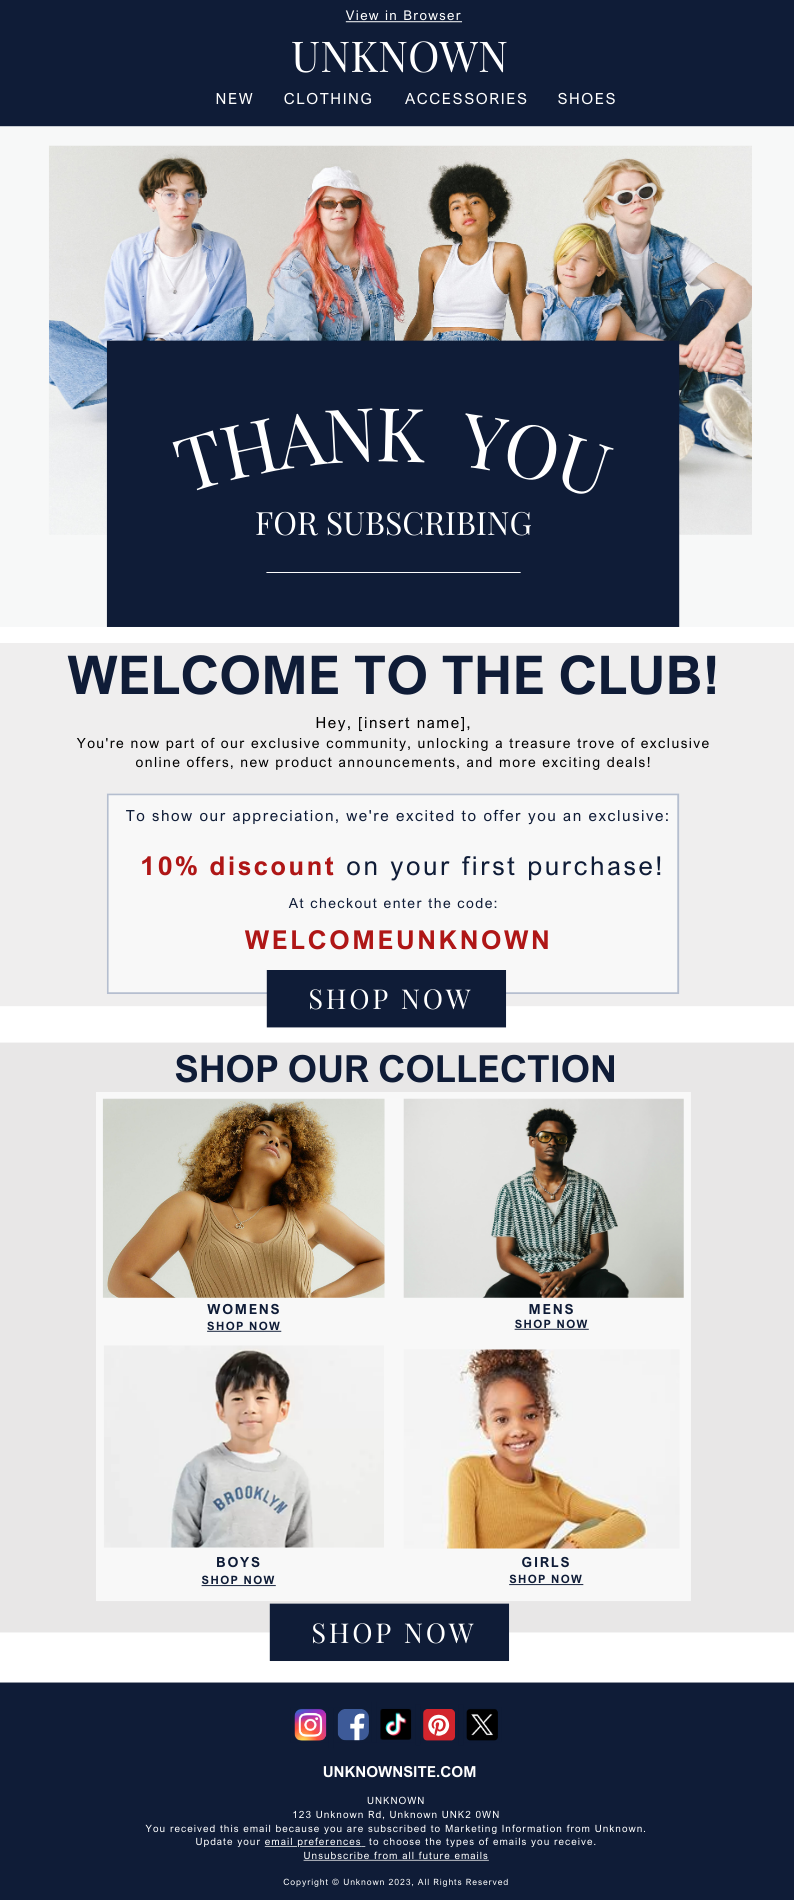 View in Browser
UNKNOWN
NEW CLOTHING ACCESSORIES SHOES
THANK YOU
FOR SUBSCRIBING
WELCOME TO THE CLUB!
Hey, [insert name],
You're now part of our exclusive community, unlocking a treasure trove of exclusive
online offers, new product announcements, and more exciting deals!
To show our appreciation, we're excited to offer you an exclusive:
10% discount on your first purchase!
At checkout enter the code:
WELCOMEUNKNOWN
SHOP NOW
SHOP OUR COLLECTION
WOMENS
SHOP NOW
MENS
SHOP NOW
BROOKLYN
BOYS
SHOP NOW
GIRLS
SHOP NOW
SHOP NOW
UNKNOWNSITE.COM
UNKNOWN
123 Unknown Rd, Unknown UNK2 0WN
You received this email because you are subscribed to Marketing Information from Unknown.
Update your email preferences to choose the types of emails you receive.
Unsubscribe from all future emails
Copyright © Unknown 2023, All Rights Reserved